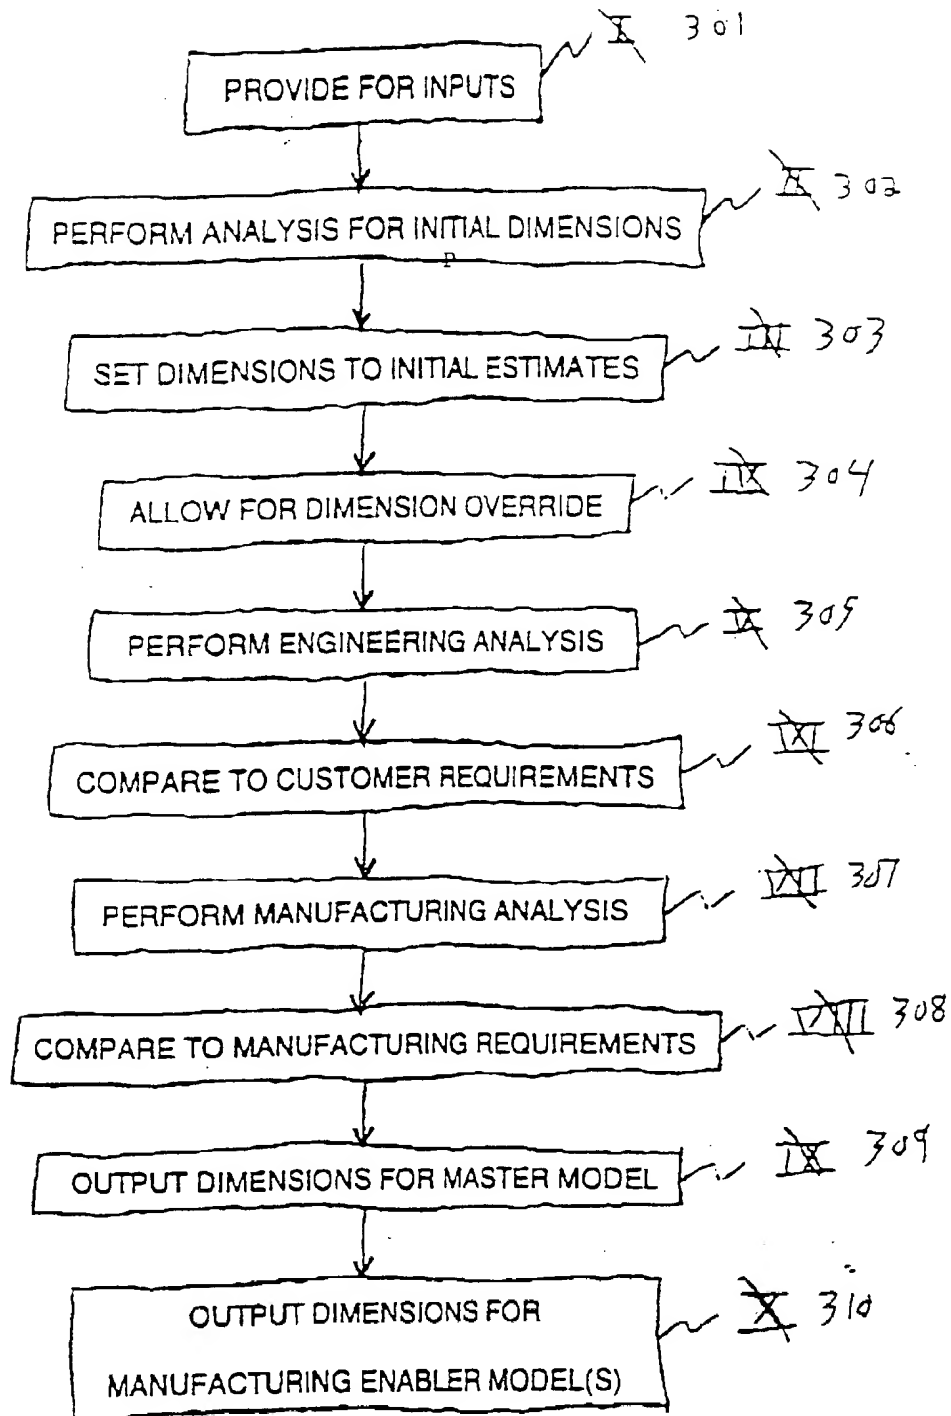 I 301
PROVIDE FOR INPUTS
II 302
PERFORM ANALYSIS FOR INITIAL DIMENSIONS
P
III 303
SET DIMENSIONS TO INITIAL ESTIMATES
304
ALLOW FOR DIMENSION OVERRIDE
V 305
PERFORM ENGINEERING ANALYSIS
VI 306
COMPARE TO CUSTOMER REQUIREMENTS
VII 307
PERFORM MANUFACTURING ANALYSIS
VIII 308
COMPARE TO MANUFACTURING REQUIREMENTS
IX 309
OUTPUT DIMENSIONS FOR MASTER MODEL
X 310
OUTPUT DIMENSIONS FOR
MANUFACTURING ENABLER MODEL(S)